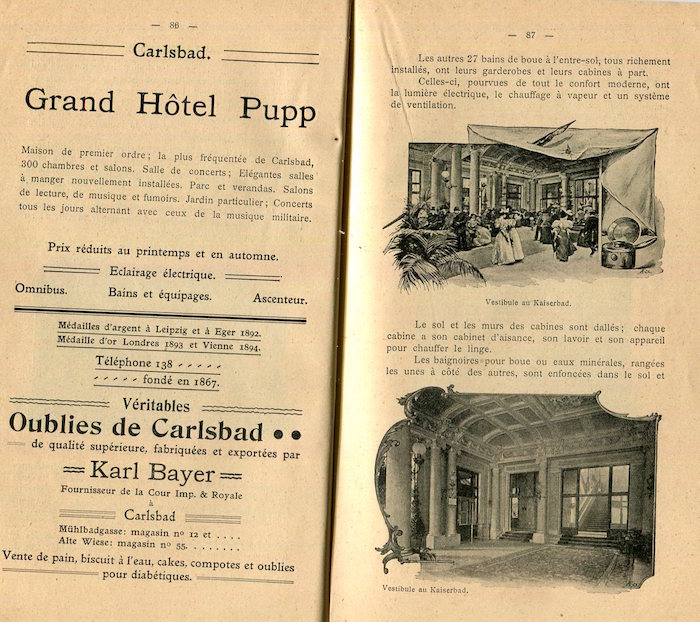 — 86 —
Carlsbad.
Grand Hôtel Pupp
Maison de premier ordre; la plus fréquentée de Carlsbad,
300 chambres et salons. Salle de concerts; Elégantes salles
à manger nouvellement installées. Parc et verandas. Salons
de lecture, de musique et fumoirs. Jardin particulier; Concerts
tous les jours alternant avec ceux de la musique militaire.
Prix réduits au printemps et en automne.
Eclairage électrique.
Omnibus. Bains et équipages. Ascenteur.
Médailles d'argent à Leipzig et à Eger 1892.
Médaille d'or Londres 1893 et Vienne 1894.
Téléphone 138
fondé en 1867.
Véritables
Oubliés de Carlsbad
de qualité supérieure, fabriquées et exportées par
Karl Bayer
Fournisseur de la Cour Imp. & Royale
à
Carlsbad
Mühlbadgasse: magasin nº 12 et . . . .
Alte Wiese: magasin nº 55. . . . . . . .
Vente de pain, biscuit à l'eau, cakes, compotes et oublies
pour diabétiques.
— 87 —
Les autres 27 bains de boue à l'entre-sol, tous richement
installés, ont leurs garderobes et leurs cabines à part.
Celles-ci, pourvues de tout le confort moderne, ont
la lumière électrique, le chauffage à vapeur et un système
de ventilation.
Vestibule au Kaiserbad.
Le sol et les murs des cabines sont dallés; chaque
cabine a son cabinet d'aisance, son lavoir et son appareil
pour chauffer le linge.
Les baignoires pour boue ou eaux minérales, rangées
les unes à côté des autres, sont enfoncées dans le sol et
Vestibule au Kaiserbad.